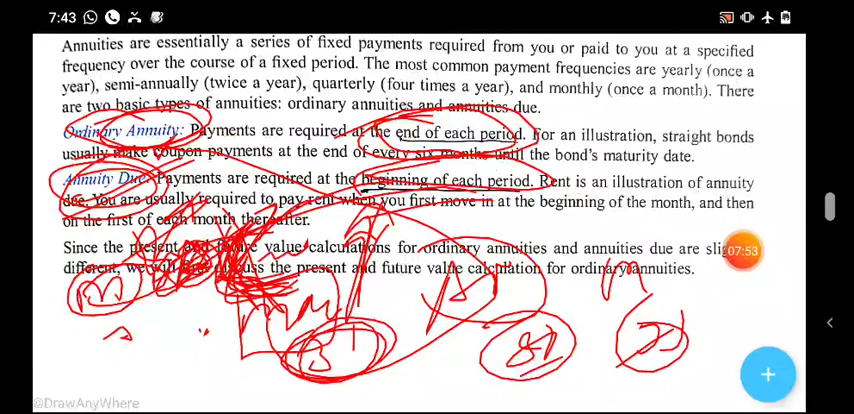 7:43
Annuities are essentially a series of fixed payments required from you or paid to you at a specified
frequency over the course of a fixed period. The most common payment frequencies are yearly (once a
year), semi-annually (twice a year), quarterly (four times a year), and monthly (once a month). There
are two basic types of annuities: ordinary annuities and annuities due.
Ordinary Annuity: Payments are required at the end of each period. For an illustration, straight bonds
usually make coupon payments at the end of every six months until the bond's maturity date.
Annuity Due: Payments are required at the beginning of each period. Rent is an illustration of annuity
due. You are usually required to pay rent when you first move in at the beginning of the month, and then
on the first of each month thereafter.
Since the present and future value calculations for ordinary annuities and annuities due are
different, we will first discuss the present and future value calculation for ordinary annuities.
07:53
@DrawAnyWhere